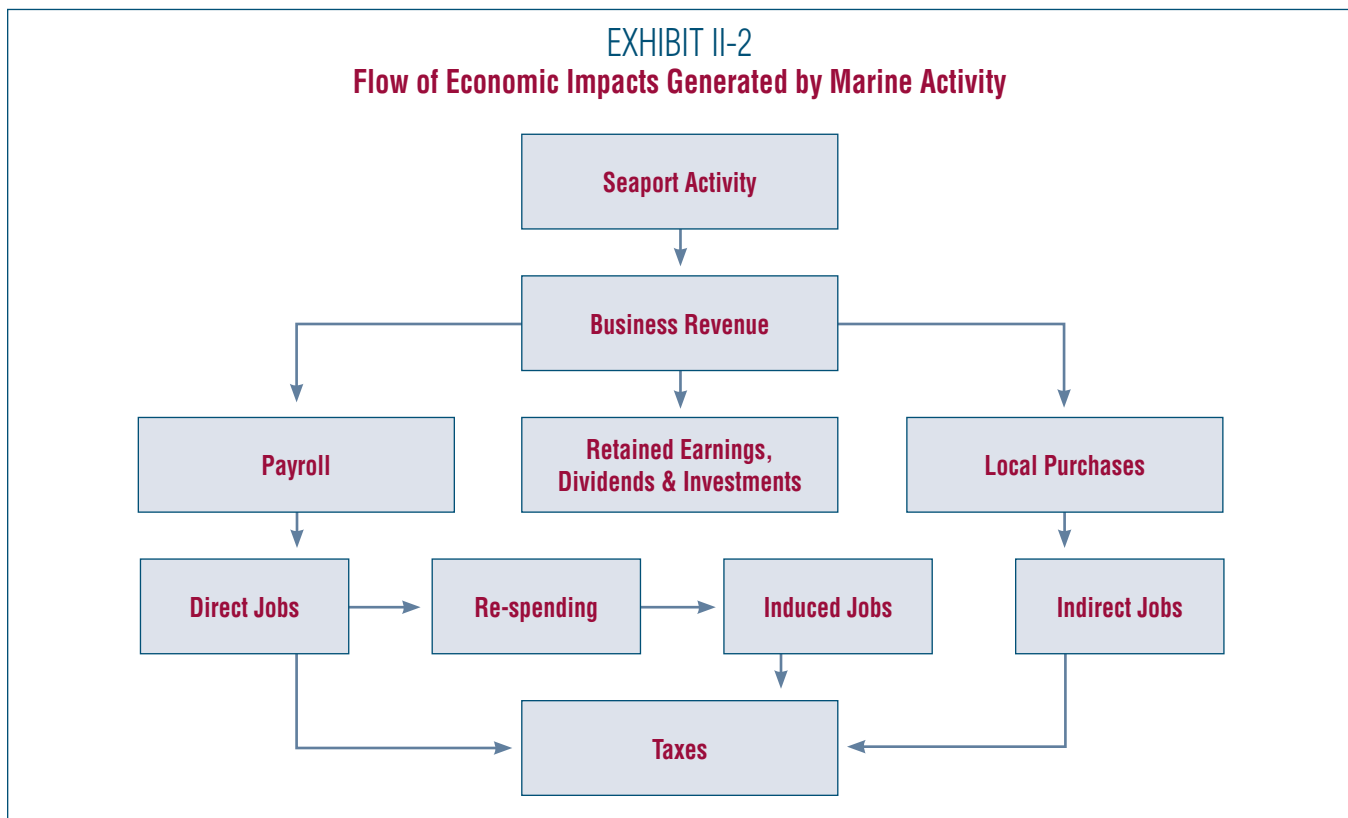 EXHIBIT II-2
Flow of Economic Impacts Generated by Marine Activity
Seaport Activity
Business Revenue
Payroll
Retained Earnings,
Dividends & Investments
Local Purchases
Direct Jobs
Re-spending
Induced Jobs
Indirect Jobs
Taxes